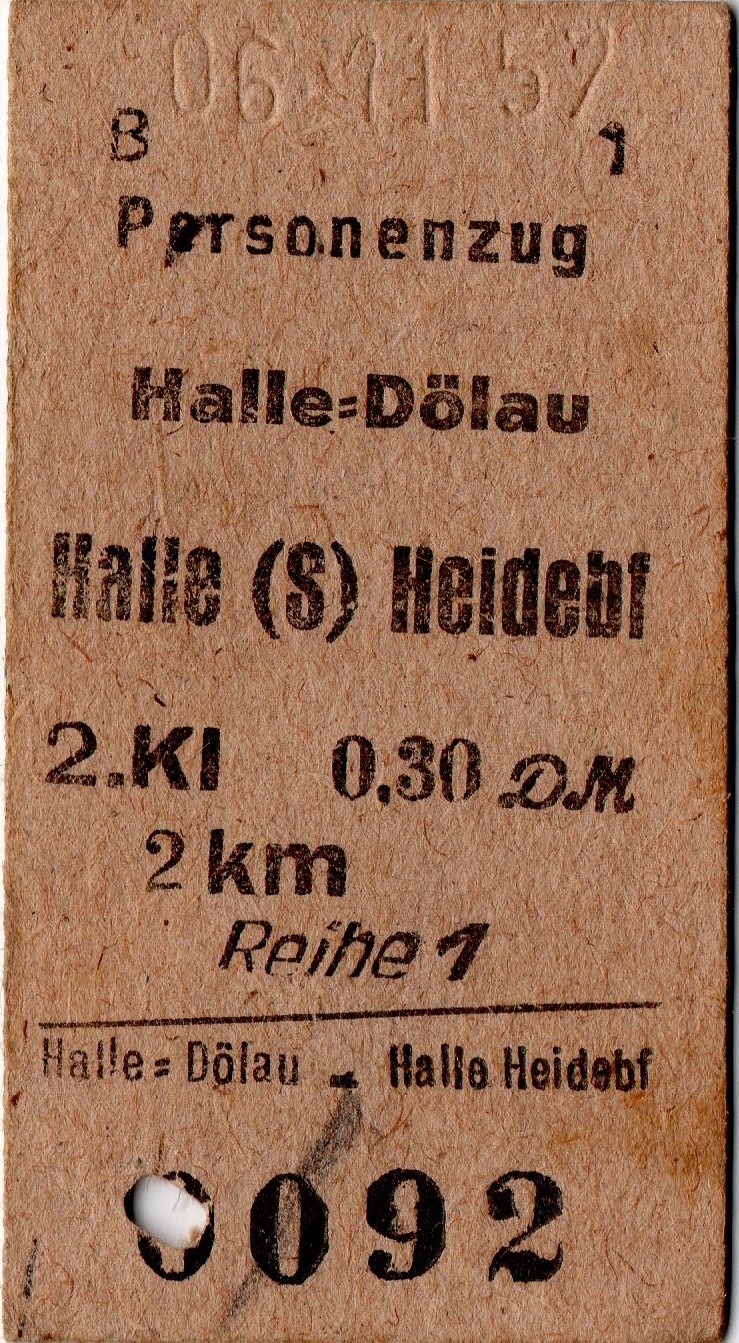 06 11 57
B 1
Personenzug
Halle=Dölau
Halle (S) Heidebf
2.Kl 0,30 DM
2 km
Reihe 1
Halle=Dölau - Halle Heidebf
0092